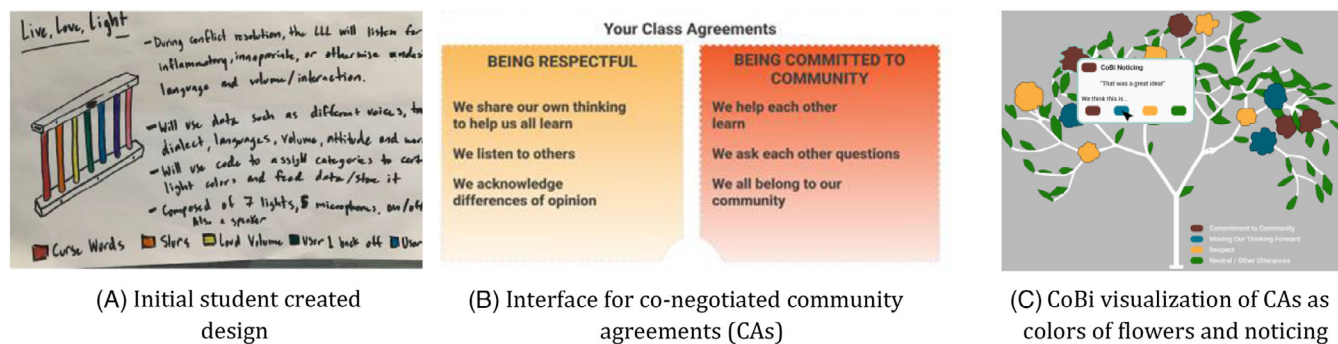 Live, Love, Light
- During conflict resolution, the LLL will listen for
inflammatory, innapropriate, or otherwise
language and volume/interaction.
- Will use data such as different voices,
dialect, languages, volume, attitude and
- Will use code to assign categories to
light colors and feed data/store it
- Composed of 7 lights, 5 microphones, on/off
Also a speaker
Curse Words Slurs Loud Volume User 1 back off User
(A) Initial student created
design
Your Class Agreements
BEING RESPECTFUL
We share our own thinking
to help us all learn
We listen to others
We acknowledge
differences of opinion
BEING COMMITTED TO
COMMUNITY
We help each other
learn
We ask each other questions
We all belong to our
community
(B) Interface for co-negotiated community
agreements (CAs)
CoBi Noticing
"That was a great idea!"
We think this is...
Commitment to Community
Moving Our Thinking Forward
Respect
Neutral / Other Utterances
(C) CoBi visualization of CAs as
colors of flowers and noticing